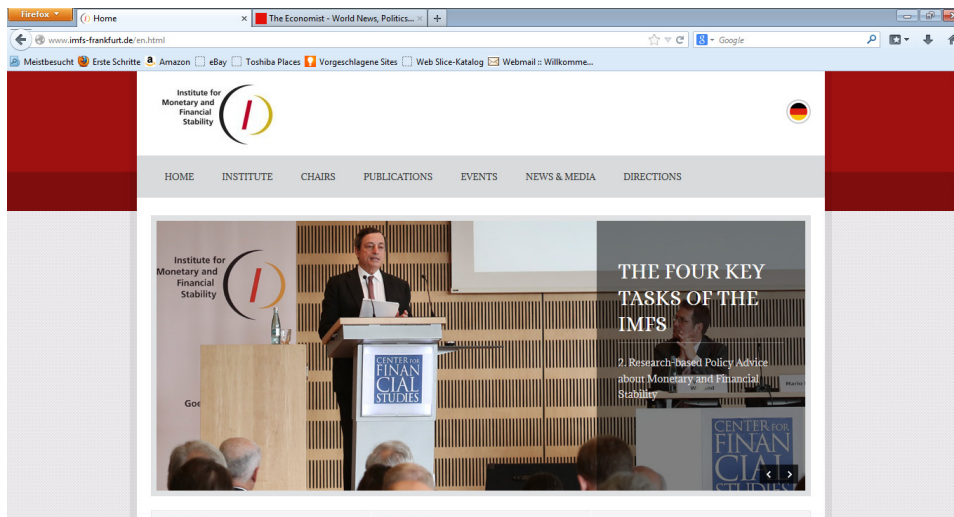 Firefox
Home
The Economist - World News, Politics...
www.imfs-frankfurt.de/en.html
Google
Meistbesucht Erste Schritte Amazon eBay Toshiba Places Vorgeschlagene Sites Web Slice-Katalog Webmail :: Willkomme...
Institute for
Monetary and
Financial
Stability
HOME INSTITUTE CHAIRS PUBLICATIONS EVENTS NEWS & MEDIA DIRECTIONS
Institute for
Monetary and
Financial
Stability
Goe
CENTER FOR
FINAN
CIAL
STUDIES
THE FOUR KEY
TASKS OF THE
IMFS
2. Research-based Policy Advice
about Monetary and Financial
Stability
Mario
CENTER FOR
FINAN
CIAL
STUDIES